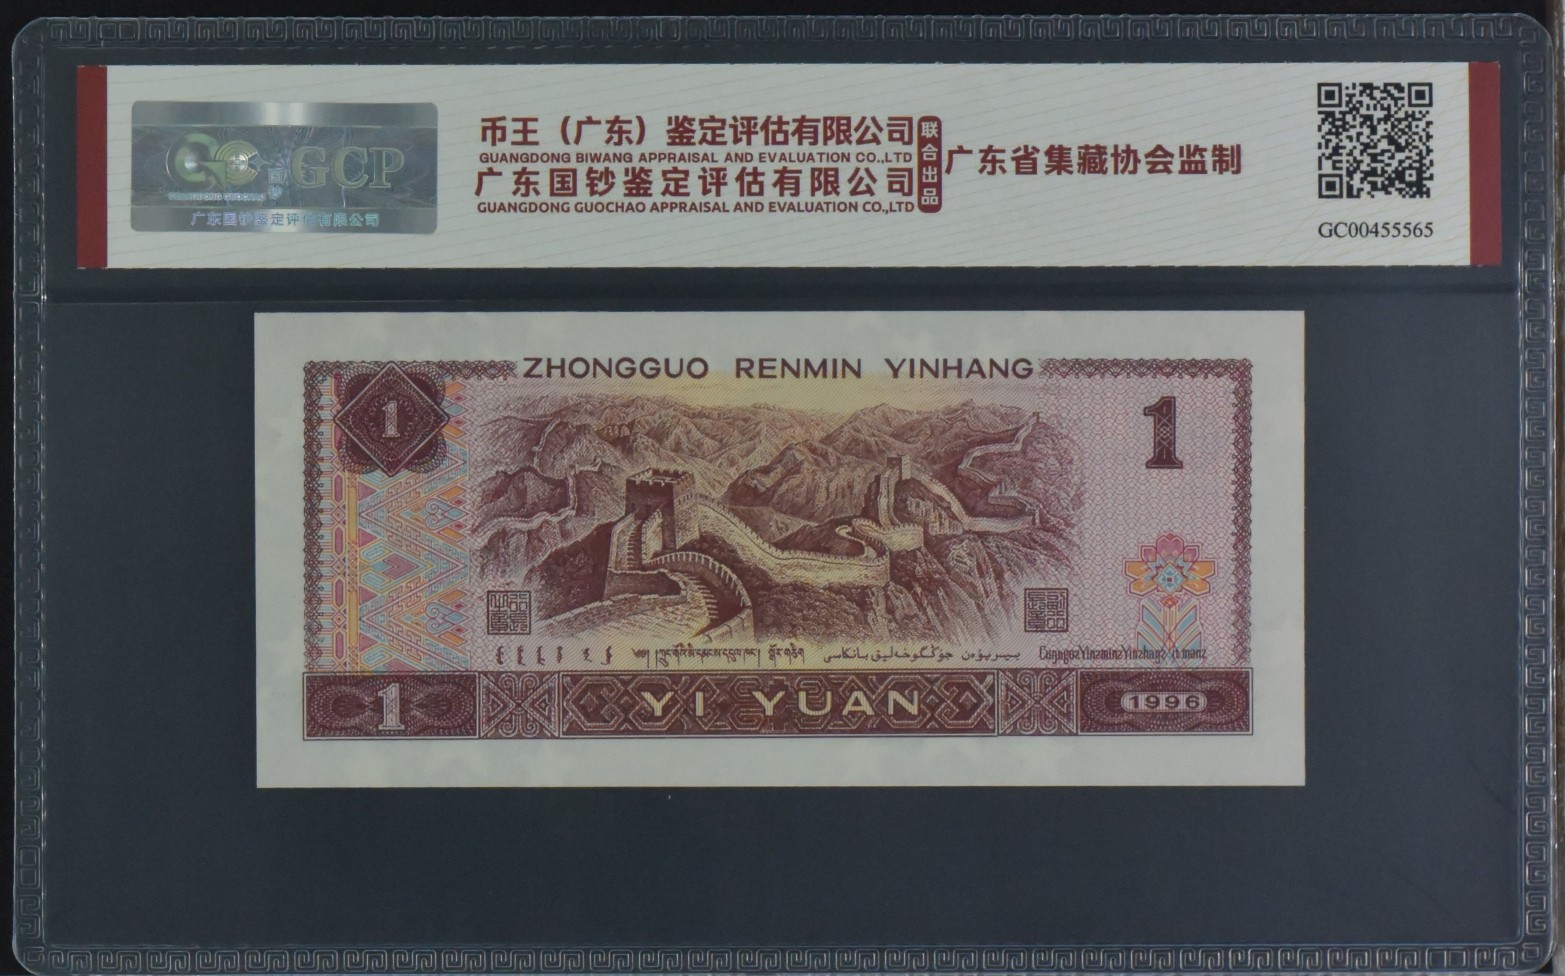 币王（广东）鉴定评估有限公司
GUANGDONG BIWANG APPRAISAL AND EVALUATION CO.,LTD
广东国钞鉴定评估有限公司
GUANGDONG GUOCHAO APPRAISAL AND EVALUATION CO.,LTD
联合出品
广东省集藏协会监制
GCP
国钞
广东国钞鉴定评估有限公司
GC00455565
ZHONGGUO RENMIN YINHANG
1
1
1
YI YUAN
1996